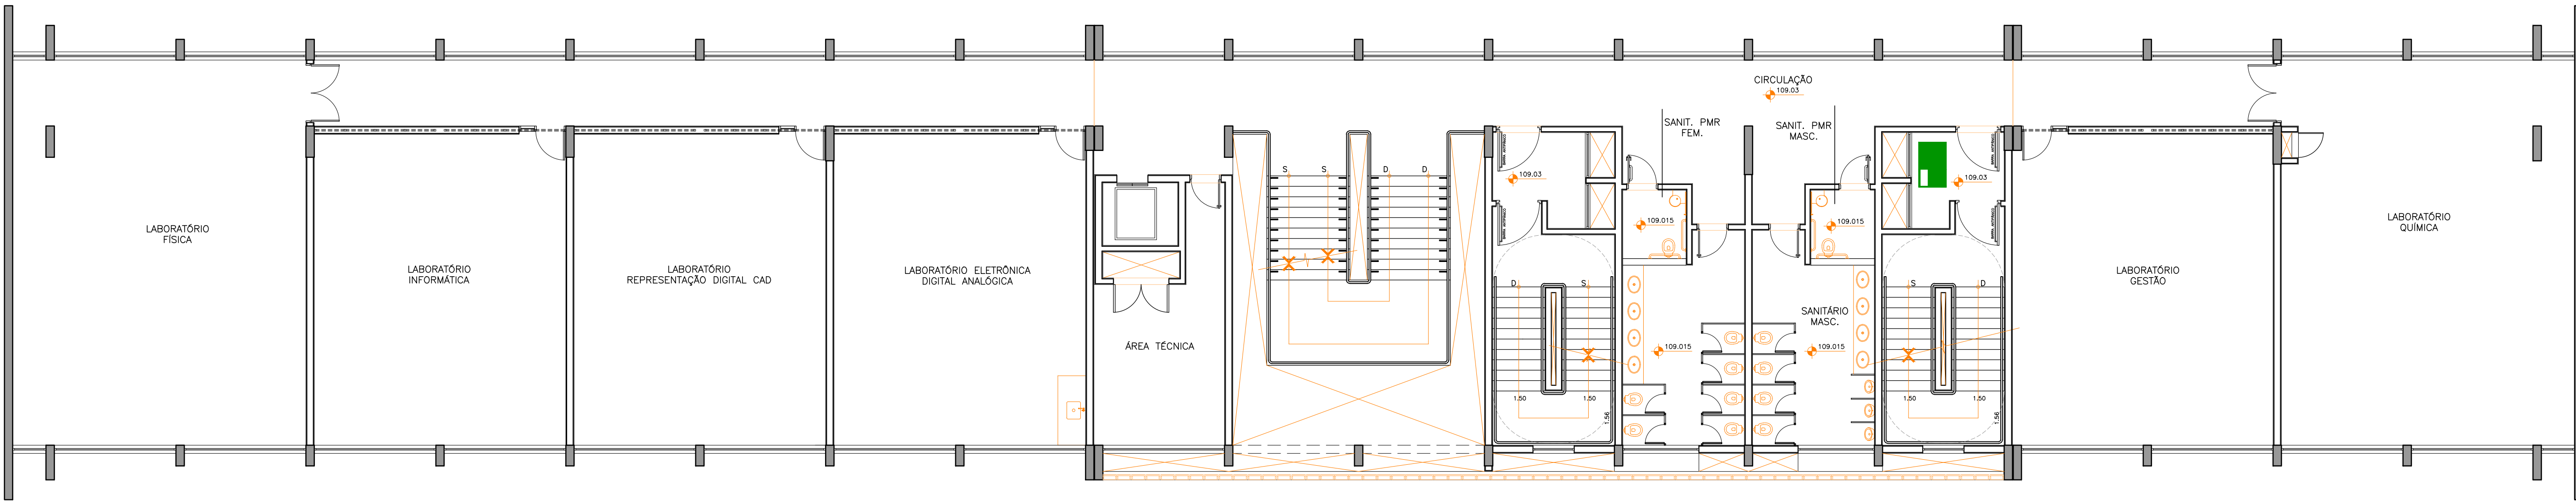 CIRCULAÇÃO
109.03
SANIT. PMR
FEM.
SANIT. PMR
MASC.
LABORATÓRIO
FÍSICA
LABORATÓRIO
INFORMÁTICA
LABORATÓRIO
REPRESENTAÇÃO DIGITAL CAD
LABORATÓRIO ELETRÔNICA
DIGITAL ANALÓGICA
ÁREA TÉCNICA
S
S
D
D
109.03
D
S
1.50
1.50
1.56
109.015
109.015
109.015
SANITÁRIO
MASC.
109.015
109.03
S
D
1.50
1.50
1.56
LABORATÓRIO
GESTÃO
LABORATÓRIO
QUÍMICA